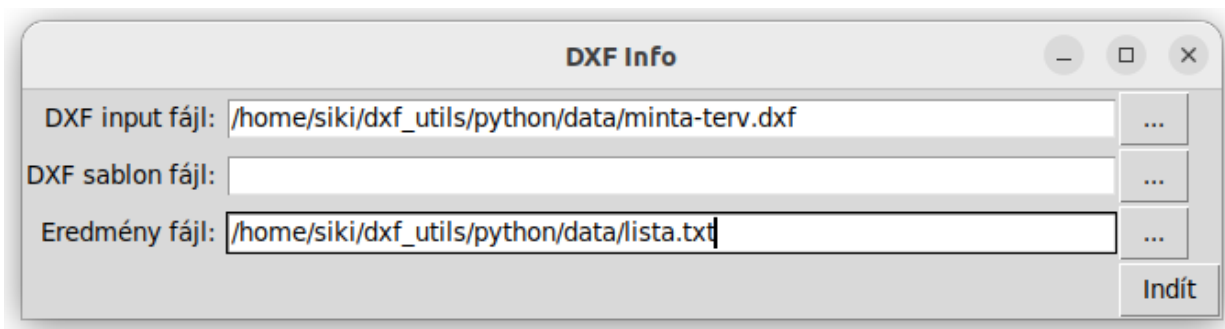 DXF Info
DXF input fájl: /home/siki/dxf_utils/python/data/minta-terv.dxf ...
DXF sablon fájl: ...
Eredmény fájl: /home/siki/dxf_utils/python/data/lista.txt ...
Indít